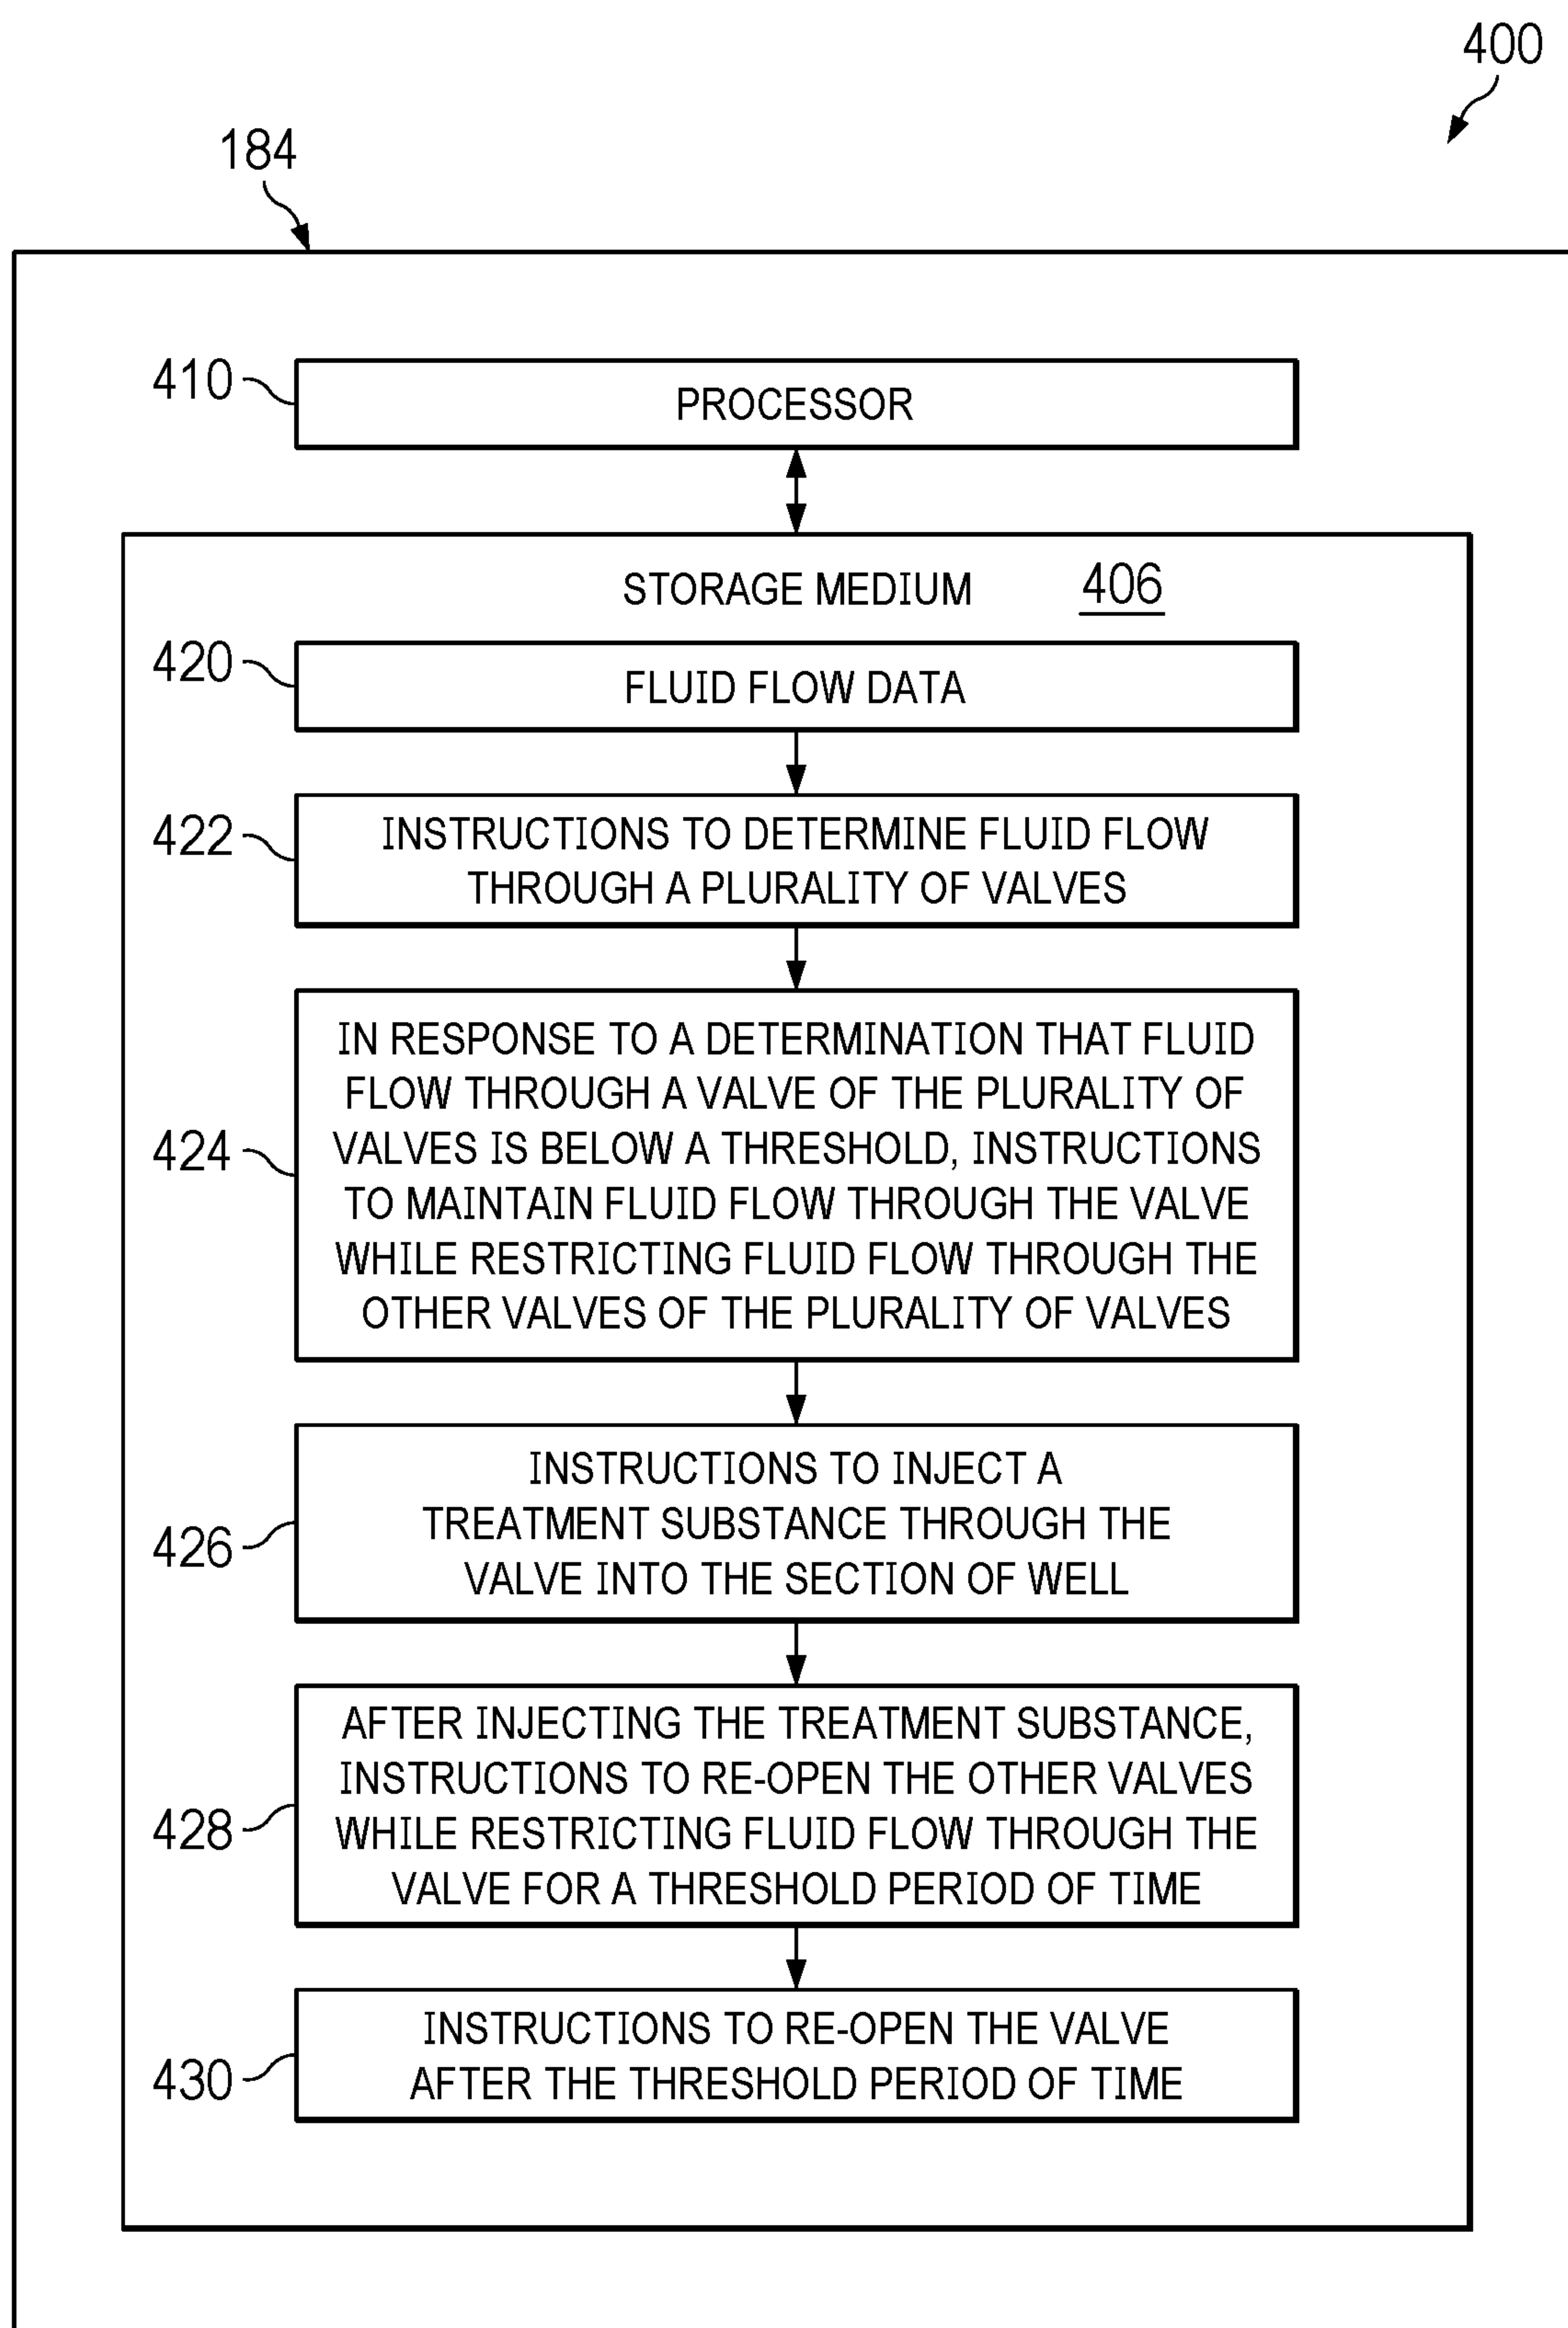 400
184
410
PROCESSOR
STORAGE MEDIUM 406
420
FLUID FLOW DATA
422
INSTRUCTIONS TO DETERMINE FLUID FLOW
THROUGH A PLURALITY OF VALVES
424
IN RESPONSE TO A DETERMINATION THAT FLUID
FLOW THROUGH A VALVE OF THE PLURALITY OF
VALVES IS BELOW A THRESHOLD, INSTRUCTIONS
TO MAINTAIN FLUID FLOW THROUGH THE VALVE
WHILE RESTRICTING FLUID FLOW THROUGH THE
OTHER VALVES OF THE PLURALITY OF VALVES
426
INSTRUCTIONS TO INJECT A
TREATMENT SUBSTANCE THROUGH THE
VALVE INTO THE SECTION OF WELL
428
AFTER INJECTING THE TREATMENT SUBSTANCE,
INSTRUCTIONS TO RE-OPEN THE OTHER VALVES
WHILE RESTRICTING FLUID FLOW THROUGH THE
VALVE FOR A THRESHOLD PERIOD OF TIME
430
INSTRUCTIONS TO RE-OPEN THE VALVE
AFTER THE THRESHOLD PERIOD OF TIME